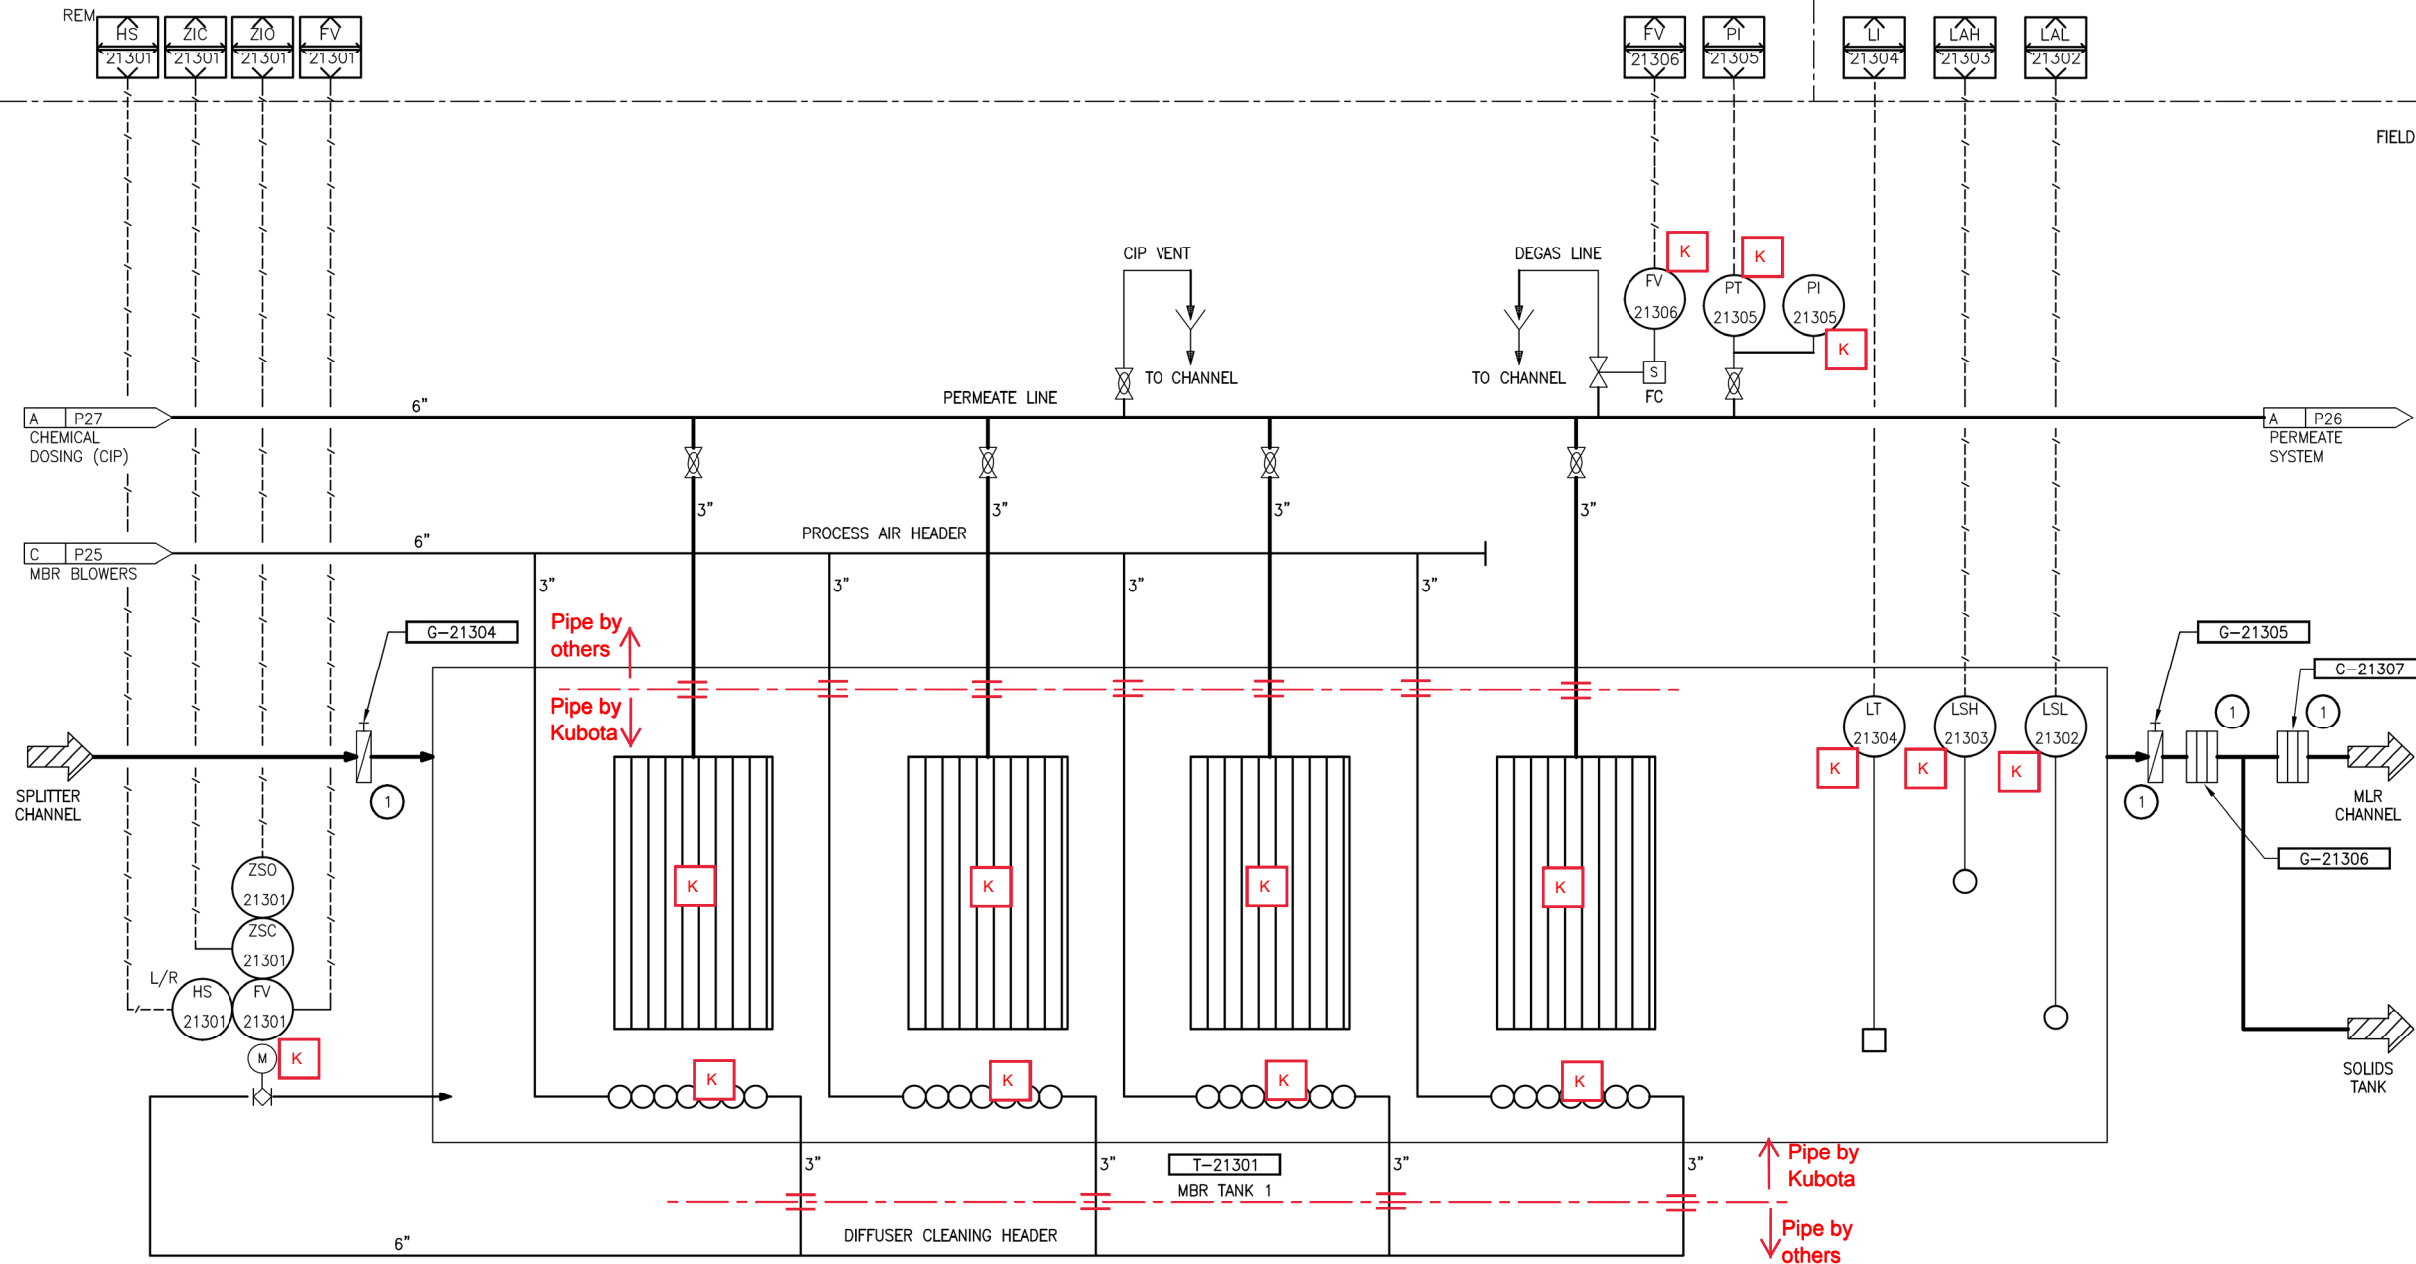 REM
HS
21301
ZIC
21301
ZIO
21301
FV
21301
FV
21306
PI
21305
LI
21304
LAH
21303
LAL
21302
FIELD
CIP VENT
DEGAS LINE
K
K
FV
21306
PT
21305
PI
21305
K
TO CHANNEL
TO CHANNEL
S
FC
6"
PERMEATE LINE
A P27
CHEMICAL
DOSING (CIP)
A P26
PERMEATE
SYSTEM
3"
3"
3"
3"
6"
PROCESS AIR HEADER
C P25
MBR BLOWERS
3"
3"
3"
3"
G-21304
Pipe by
others
G-21305
C-21307
Pipe by
Kubota
LT
21304
LSH
21303
LSL
21302
1
1
K
K
K
SPLITTER
CHANNEL
1
1
MLR
CHANNEL
G-21306
ZSO
21301
K
K
K
K
ZSC
21301
L/R
HS
21301
FV
21301
M
K
K
K
K
K
SOLIDS
TANK
3"
3"
T-21301
MBR TANK 1
3"
3"
Pipe by
Kubota
6"
DIFFUSER CLEANING HEADER
Pipe by
others